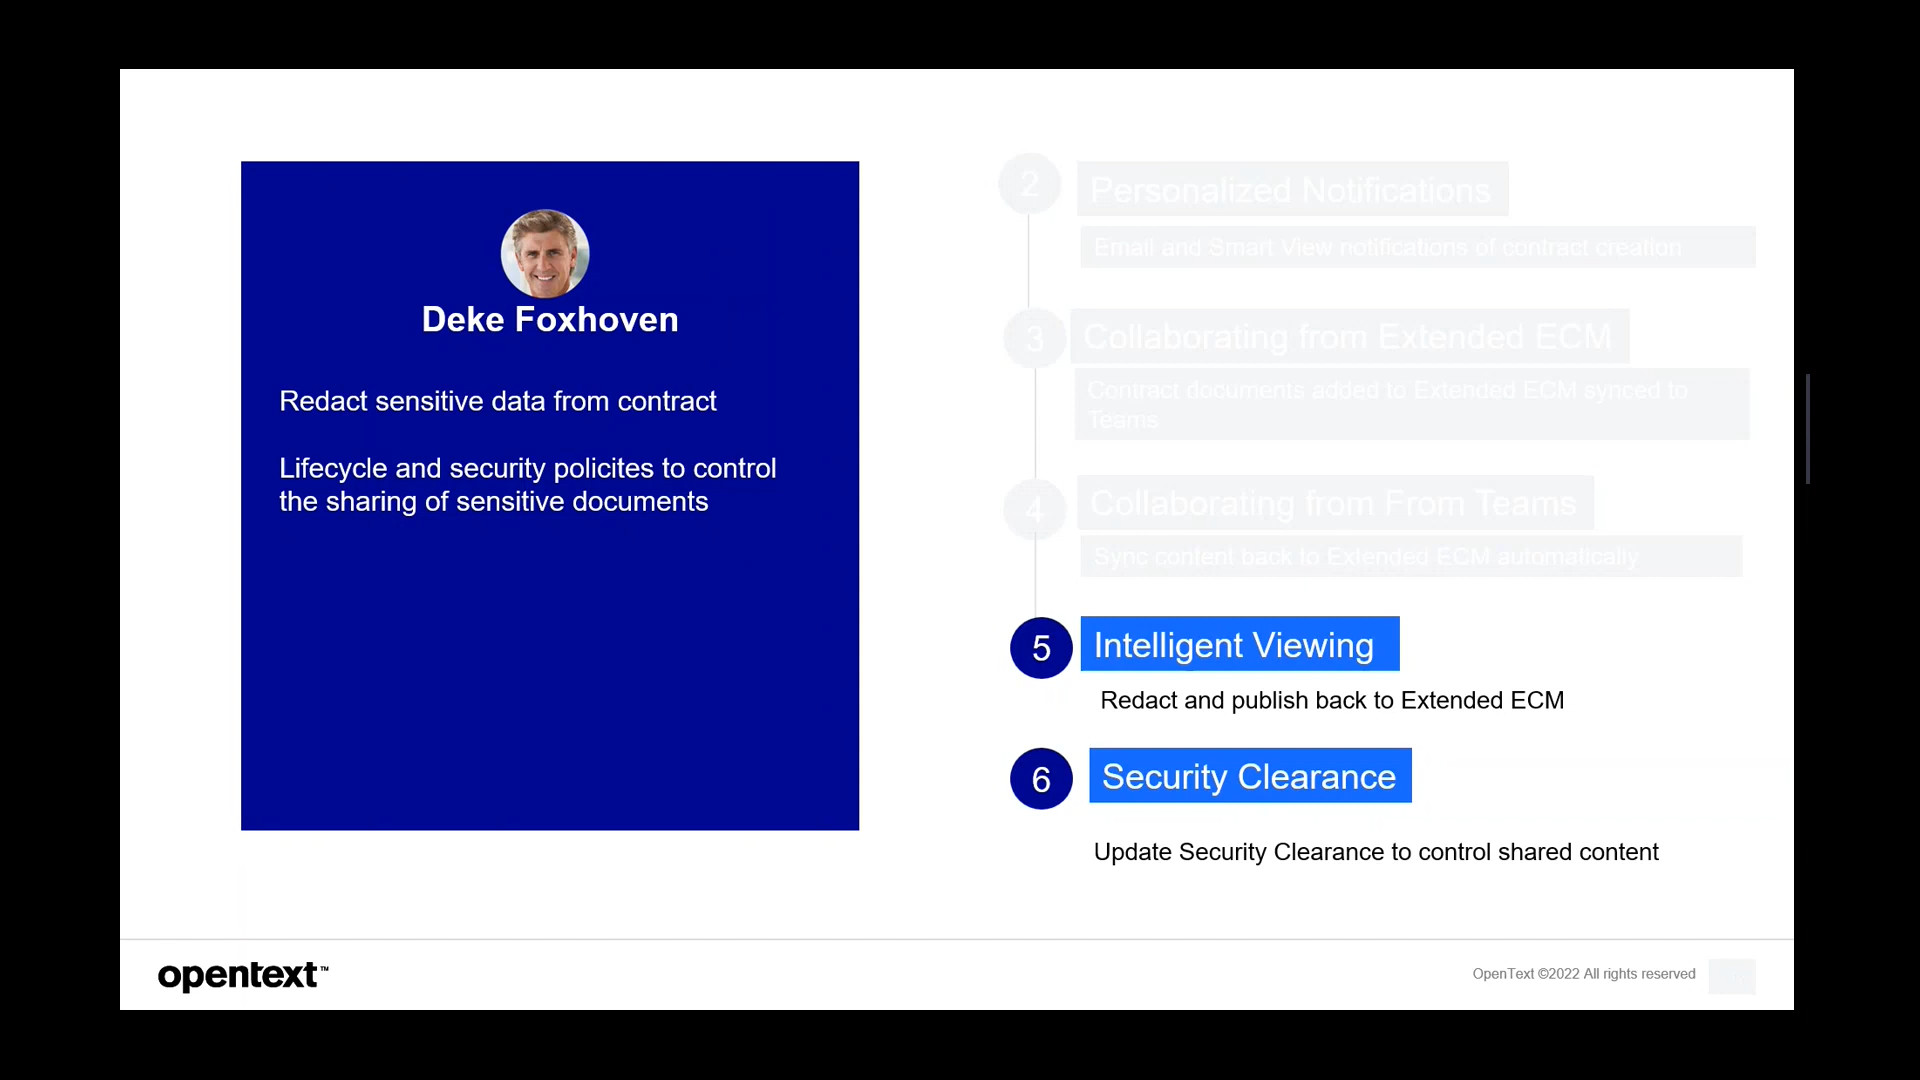 Deke Foxhoven
Redact sensitive data from contract
Lifecycle and security policites to control
the sharing of sensitive documents
2
Personalized Notifications
Email and Smart View notifications of contract creation
3
Collaborating from Extended ECM
Contract documents added to Extended ECM synced to
Teams
4
Collaborating from From Teams
Sync content back to Extended ECM automatically
5
Intelligent Viewing
Redact and publish back to Extended ECM
6
Security Clearance
Update Security Clearance to control shared content
opentext™
OpenText ©2022 All rights reserved